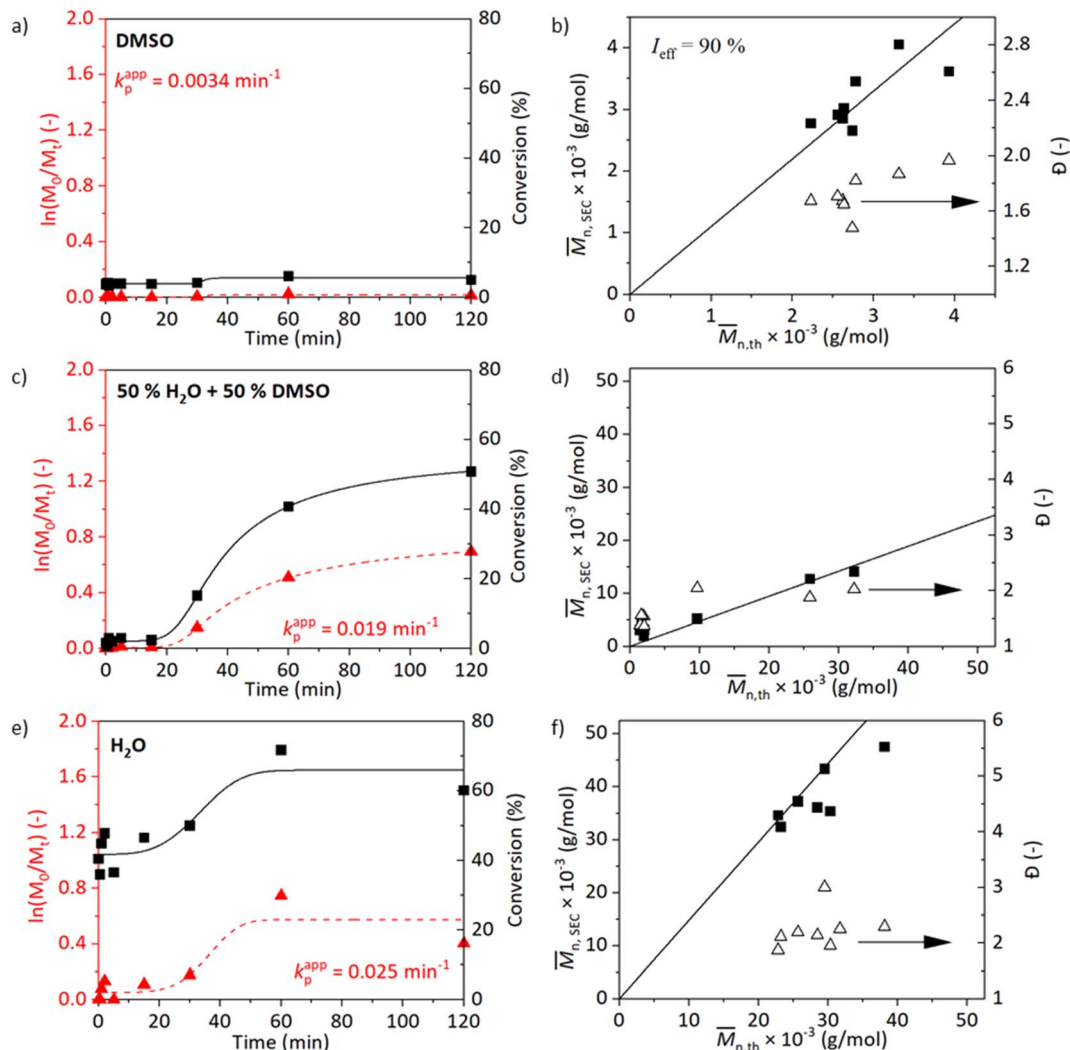 a)
DMSO
k_p^app = 0.0034 min⁻¹
ln(M₀/Mₜ) (-)
2.0
1.6
1.2
0.8
0.4
0.0
80
60
40
20
0
Conversion (%)
0 20 40 60 80 100 120
Time (min)
b)
I_eff = 90 %
M̅n, SEC × 10⁻³ (g/mol)
4
3
2
1
0
2.8
2.4
2.0
1.6
1.2
Đ (-)
0 1 2 3 4
M̅n,th × 10⁻³ (g/mol)
c)
50 % H₂O + 50 % DMSO
k_p^app = 0.019 min⁻¹
ln(M₀/Mₜ) (-)
2.0
1.6
1.2
0.8
0.4
0.0
80
60
40
20
0
Conversion (%)
0 20 40 60 80 100 120
Time (min)
d)
M̅n, SEC × 10⁻³ (g/mol)
50
40
30
20
10
0
6
5
4
3
2
1
Đ (-)
0 10 20 30 40 50
M̅n,th × 10⁻³ (g/mol)
e)
H₂O
k_p^app = 0.025 min⁻¹
ln(M₀/Mₜ) (-)
2.0
1.6
1.2
0.8
0.4
0.0
80
60
40
20
0
Conversion (%)
0 20 40 60 80 100 120
Time (min)
f)
M̅n, SEC × 10⁻³ (g/mol)
50
40
30
20
10
0
6
5
4
3
2
1
Đ (-)
0 10 20 30 40 50
M̅n,th × 10⁻³ (g/mol)